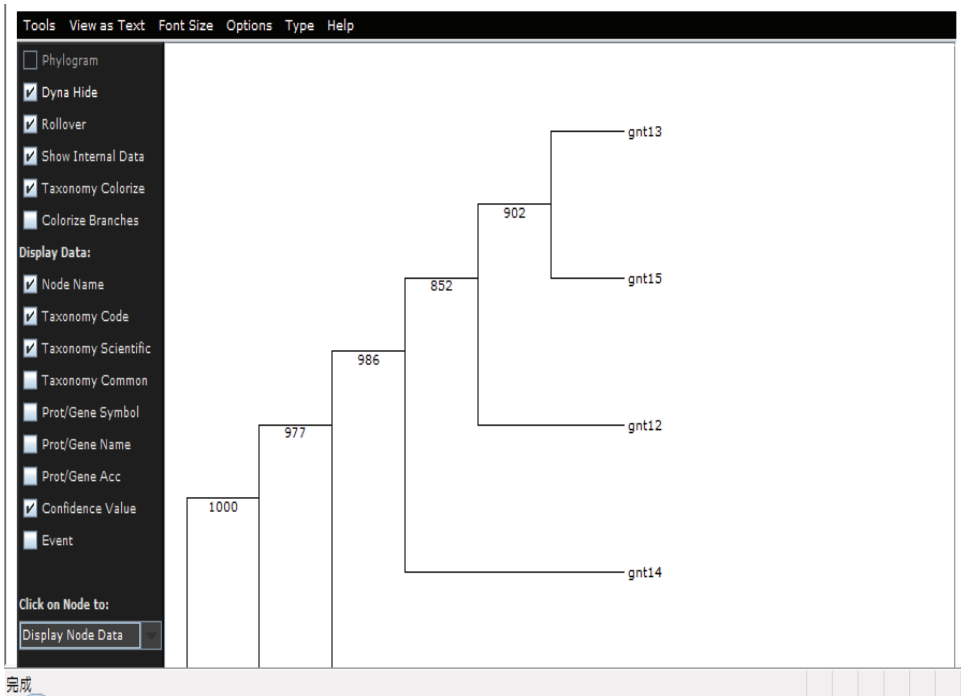 Tools View as Text Font Size Options Type Help
Phylogram
Dyna Hide
Rollover
Show Internal Data
Taxonomy Colorize
Colorize Branches
Display Data:
Node Name
Taxonomy Code
Taxonomy Scientific
Taxonomy Common
Prot/Gene Symbol
Prot/Gene Name
Prot/Gene Acc
Confidence Value
Event
Click on Node to:
Display Node Data
gnt13
902
gnt15
852
986
gnt12
977
1000
gnt14
完成